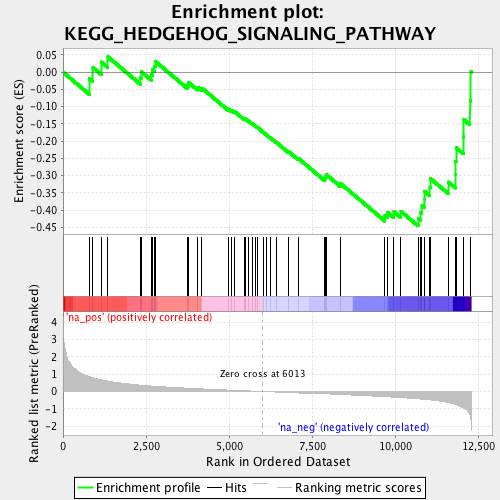 Enrichment plot:
KEGG_HEDGEHOG_SIGNALING_PATHWAY
Enrichment score (ES)
0.05
0.00
-0.05
-0.10
-0.15
-0.20
-0.25
-0.30
-0.35
-0.40
-0.45
'na_pos' (positively correlated)
Ranked list metric (PreRanked)
4
3
2
1
0
-1
-2
Zero cross at 6013
'na_neg' (negatively correlated)
0
2,500
5,000
7,500
10,000
12,500
Rank in Ordered Dataset
Enrichment profile
Hits
Ranking metric scores